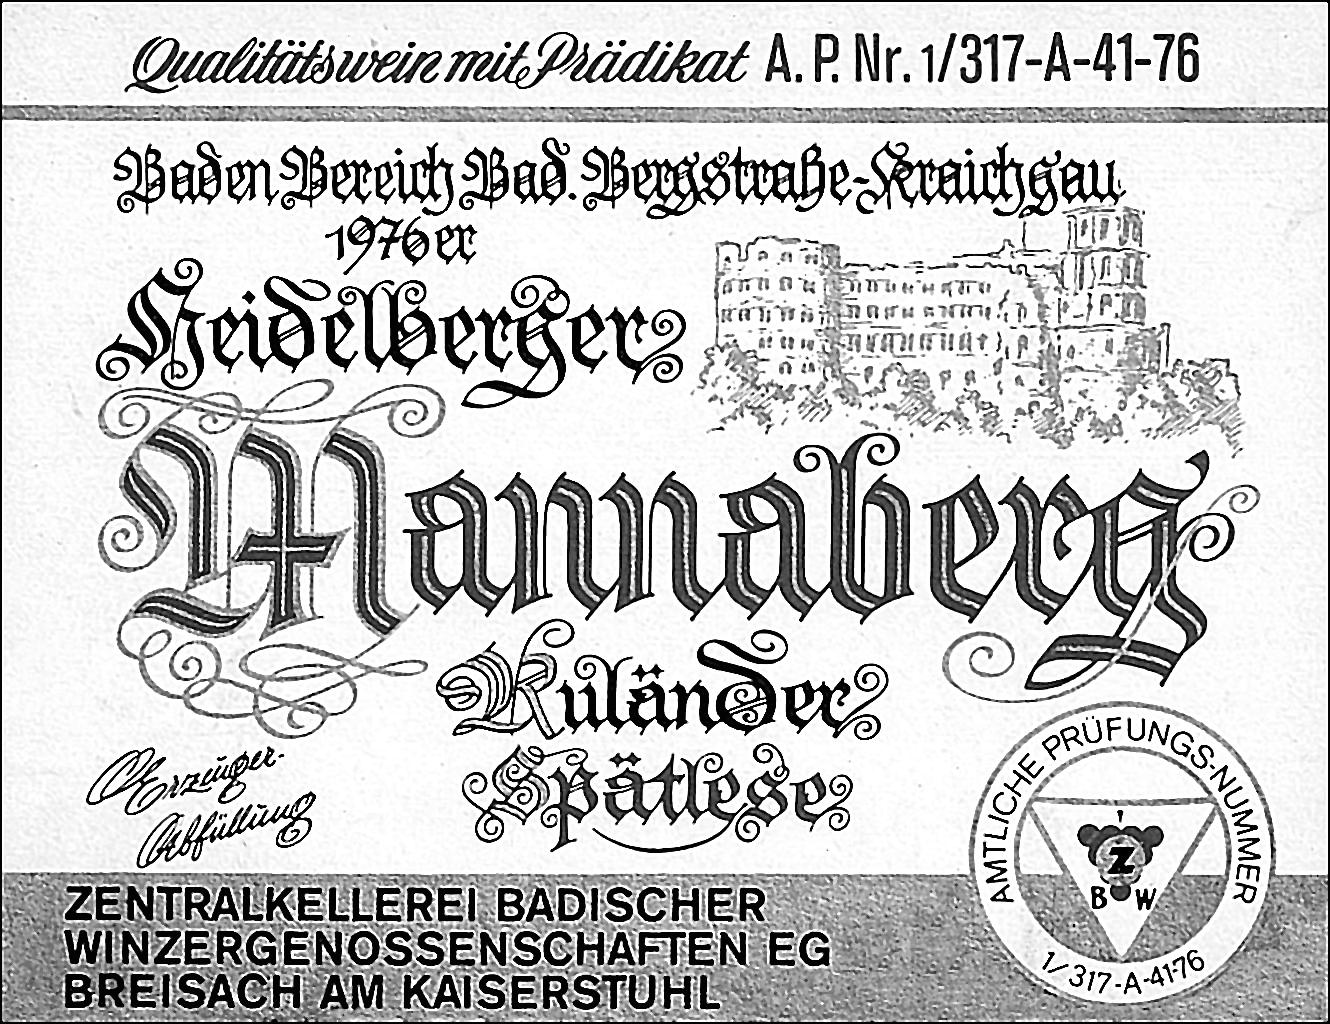 Qualitätswein mit Prädikat A. P. Nr. 1/317-A-41-76
Baden Bereich Bad. Bergstraße-Kraichgau
1976er
Heidelberger
Mannaberg
Ruländer
Spätlese
Erzeuger-
Abfüllung
AMTLICHE PRÜFUNGS-NUMMER
Z
B W
1/317-A-41-76
ZENTRALKELLEREI BADISCHER
WINZERGENOSSENSCHAFTEN EG
BREISACH AM KAISERSTUHL